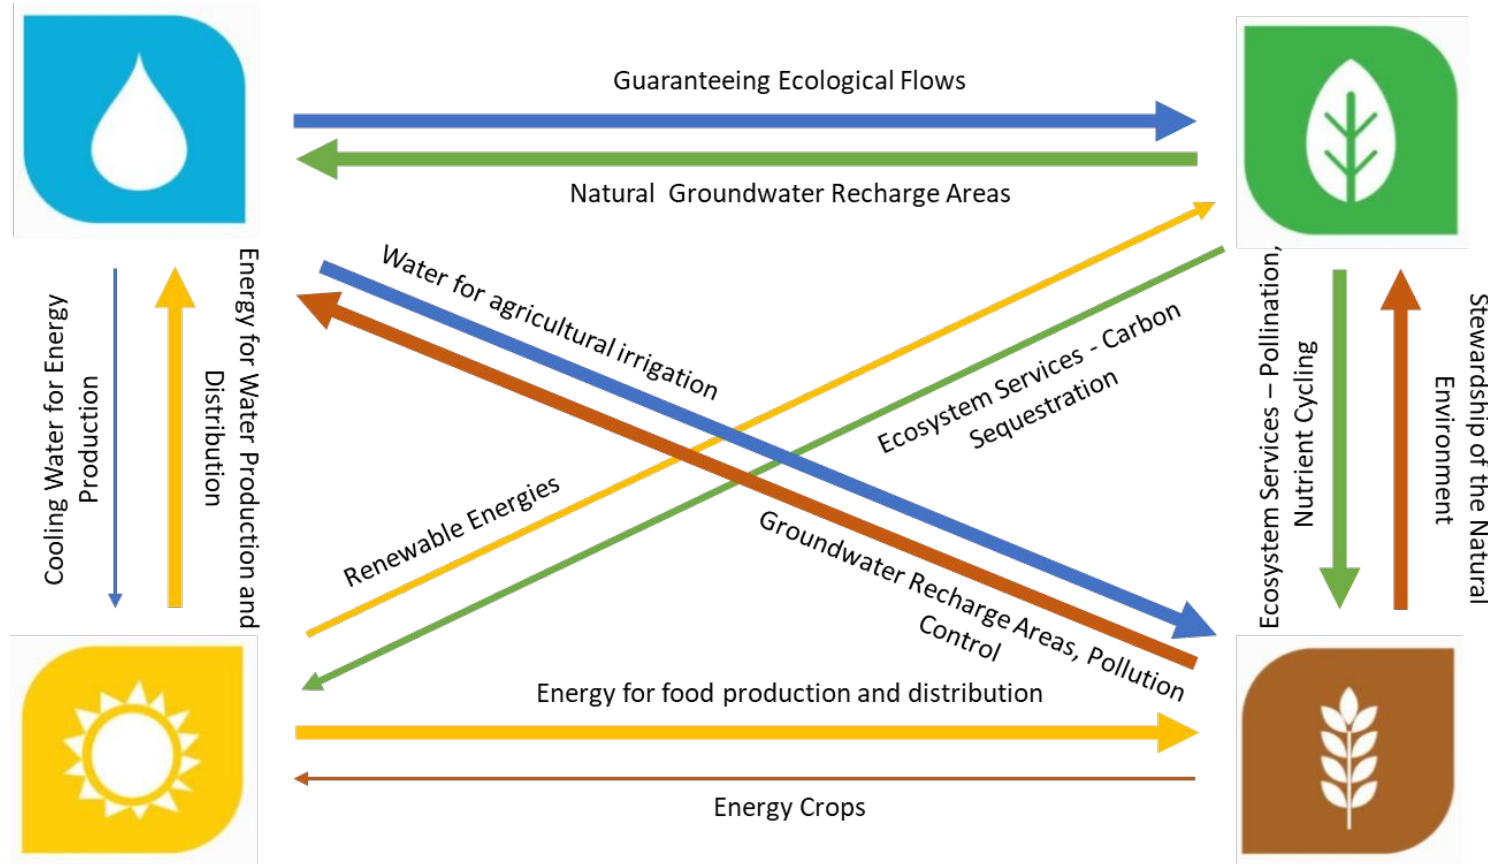 Guaranteeing Ecological Flows
Natural  Groundwater Recharge Areas
Water for agricultural irrigation
Cooling Water for Energy
Production
Energy for Water Production and
Distribution
Renewable Energies
Ecosystem Services - Carbon
Sequestration
Ecosystem Services – Pollination,
Nutrient Cycling
Stewardship of the Natural
Environment
Groundwater Recharge Areas, Pollution
Control
Energy for food production and distribution
Energy Crops